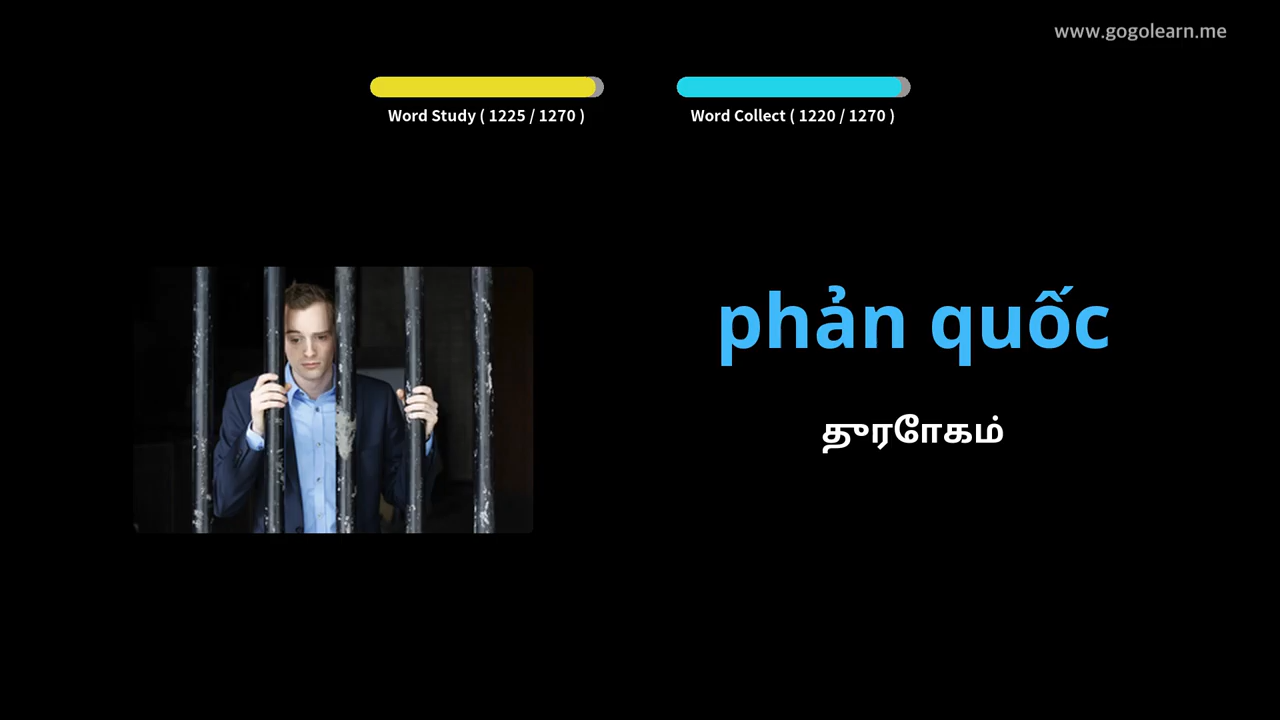 www.gogolearn.me
Word Study ( 1225 / 1270 )
Word Collect ( 1220 / 1270 )
phản quốc
துரோகம்